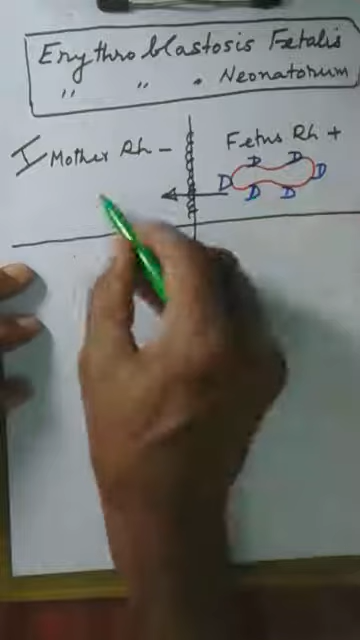 Erythroblastosis Fetalis
" " " Neonatorum
I Mother Rh - Fetus Rh +
D D
D D
D D